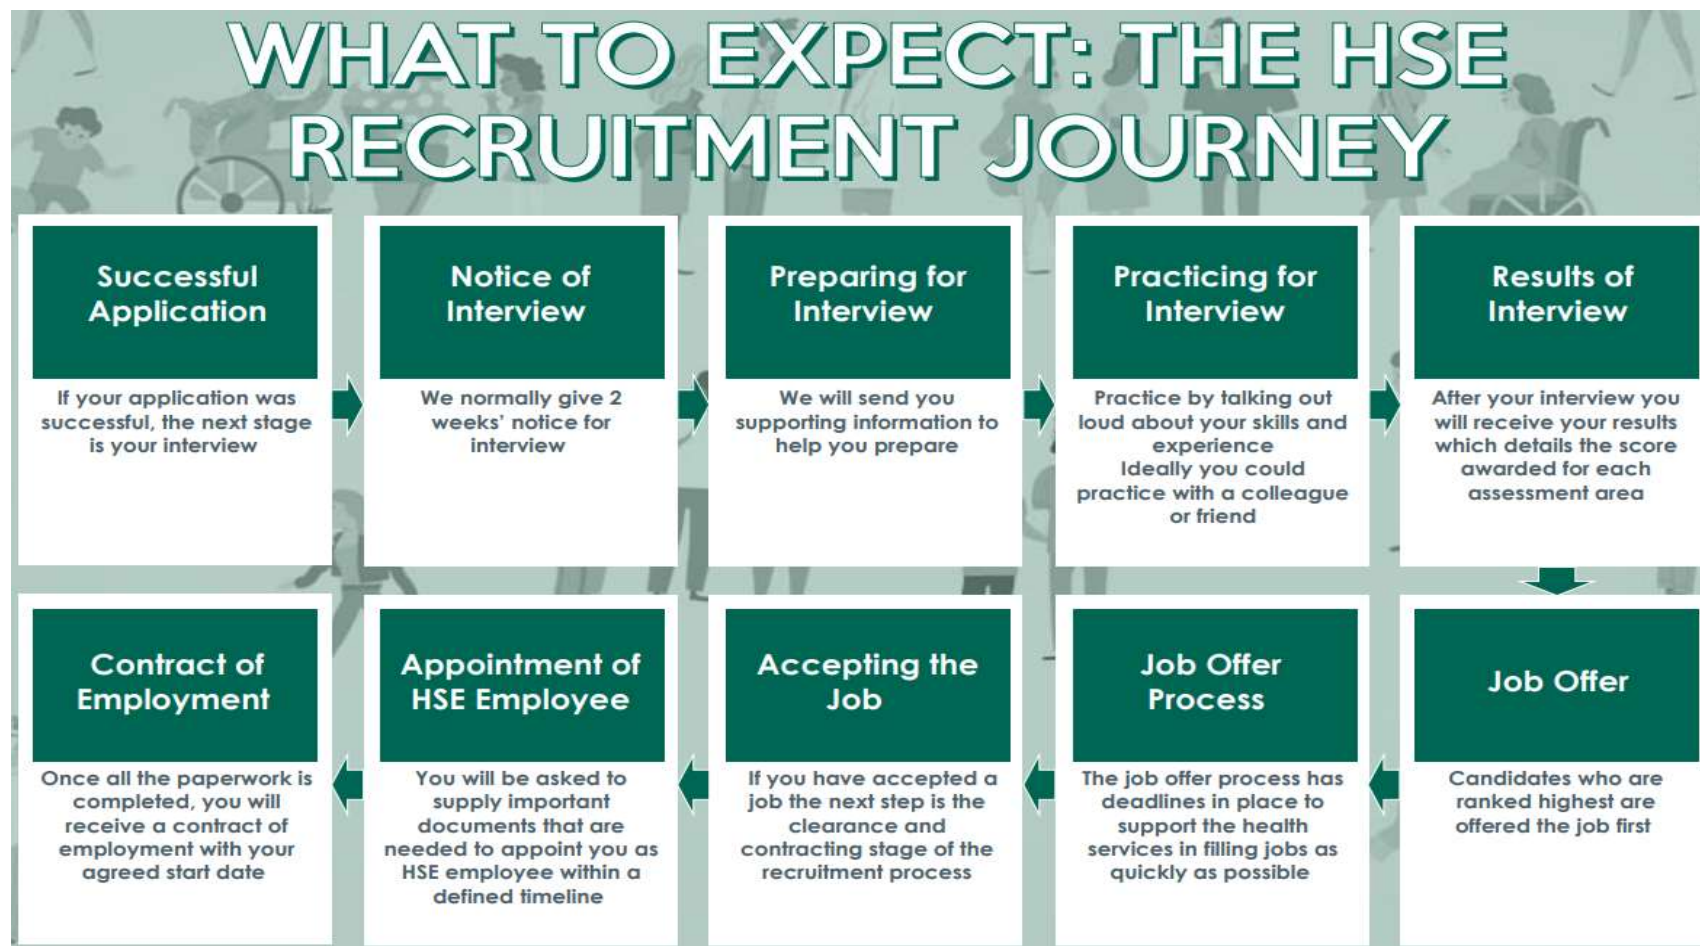 WHAT TO EXPECT: THE HSE
RECRUITMENT JOURNEY
Successful
Application
If your application was
successful, the next stage
is your interview
Notice of
Interview
We normally give 2
weeks' notice for
interview
Preparing for
Interview
We will send you
supporting information to
help you prepare
Practicing for
Interview
Practice by talking out
loud about your skills and
experience
Ideally you could
practice with a colleague
or friend
Results of
Interview
After your interview you
will receive your results
which details the score
awarded for each
assessment area
Job Offer
Candidates who are
ranked highest are
offered the job first
Job Offer
Process
The job offer process has
deadlines in place to
support the health
services in filling jobs as
quickly as possible
Accepting the
Job
If you have accepted a
job the next step is the
clearance and
contracting stage of the
recruitment process
Appointment of
HSE Employee
You will be asked to
supply important
documents that are
needed to appoint you as
HSE employee within a
defined timeline
Contract of
Employment
Once all the paperwork is
completed, you will
receive a contract of
employment with your
agreed start date